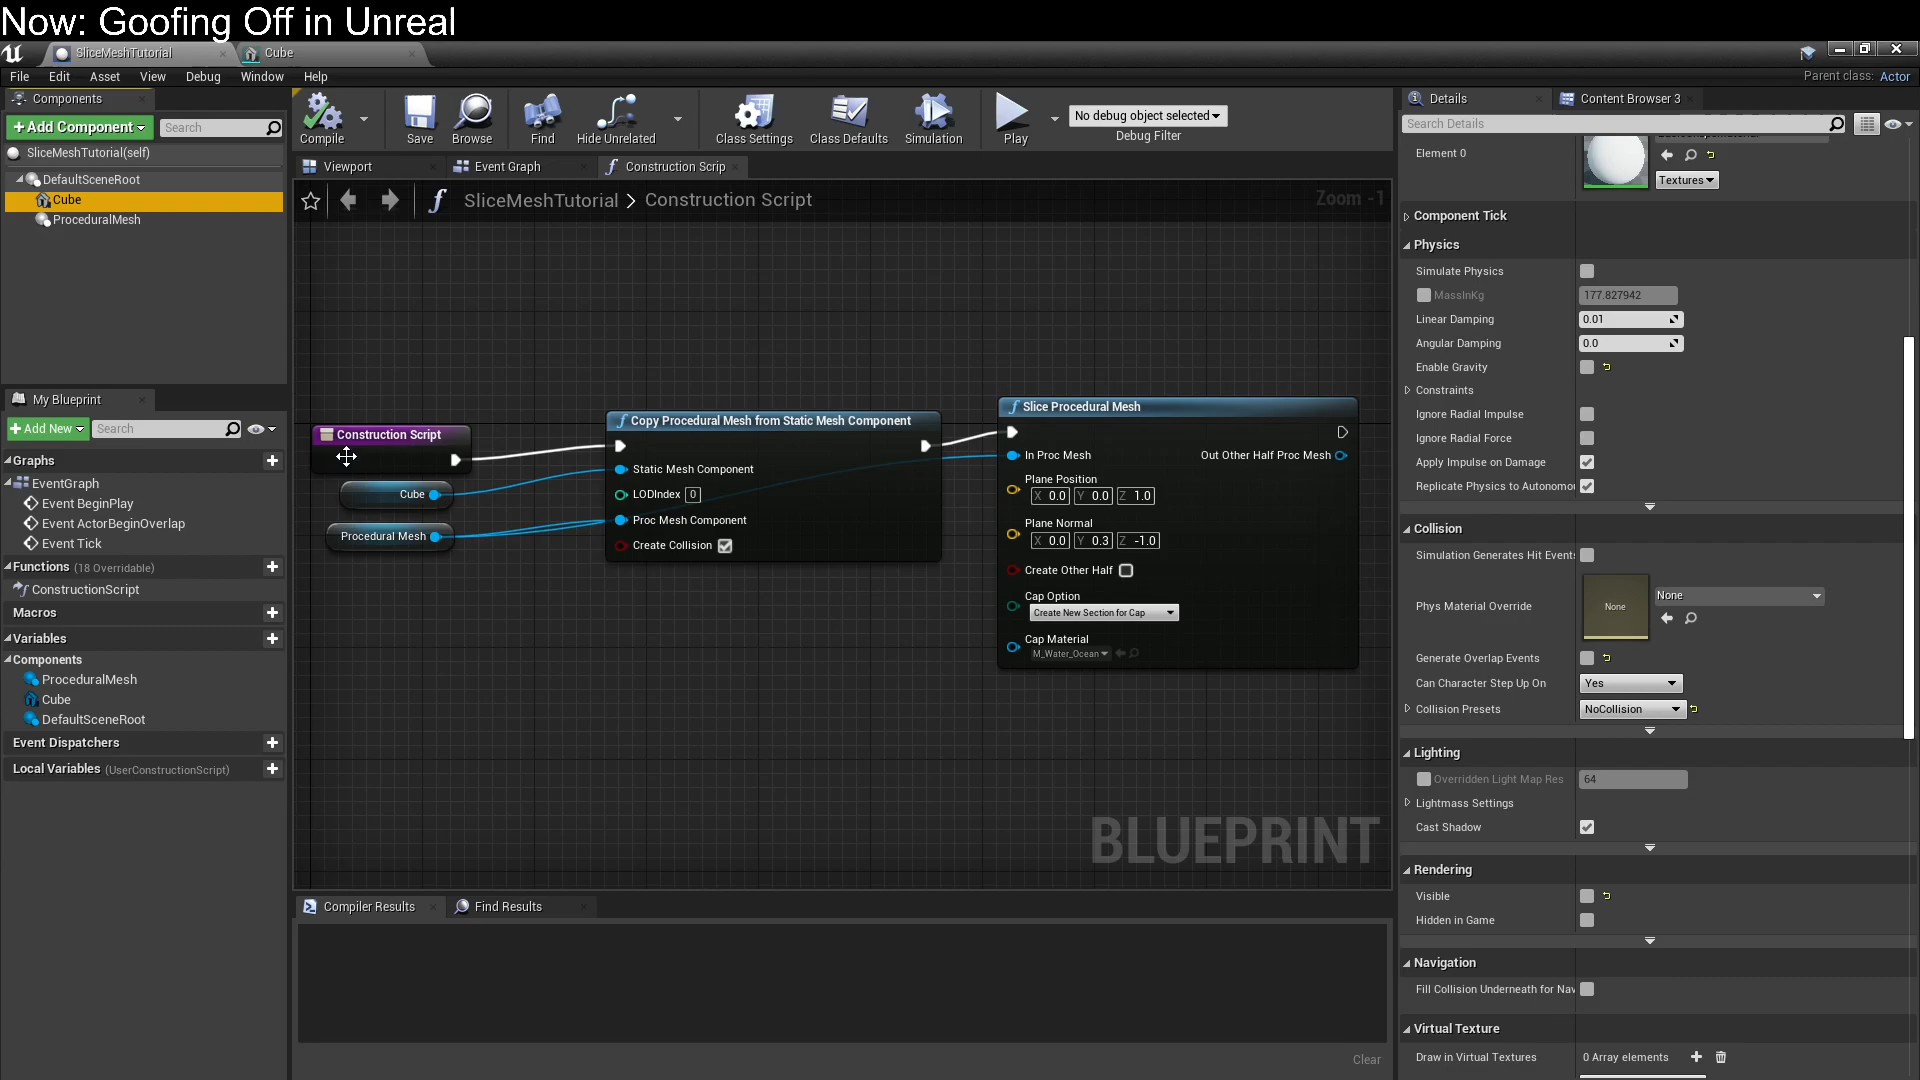 Now: Goofing Off in Unreal
SliceMeshTutorial
Cube
File Edit Asset View Debug Window Help
Parent class: Actor
Components
+Add Component
Search
SliceMeshTutorial(self)
DefaultSceneRoot
Cube
ProceduralMesh
Compile
Save
Browse
Find
Hide Unrelated
Class Settings
Class Defaults
Simulation
Play
No debug object selected
Debug Filter
Viewport
Event Graph
Construction Scrip
SliceMeshTutorial > Construction Script
Zoom -1
Construction Script
Cube
Procedural Mesh
Copy Procedural Mesh from Static Mesh Component
Static Mesh Component
LODIndex 0
Proc Mesh Component
Create Collision
Slice Procedural Mesh
In Proc Mesh
Out Other Half Proc Mesh
Plane Position
X 0.0 Y 0.0 Z 1.0
Plane Normal
X 0.0 Y 0.3 Z -1.0
Create Other Half
Cap Option
Create New Section for Cap
Cap Material
M_Water_Ocean
BLUEPRINT
My Blueprint
+Add New
Search
Graphs
EventGraph
Event BeginPlay
Event ActorBeginOverlap
Event Tick
Functions (18 Overridable)
ConstructionScript
Macros
Variables
Components
ProceduralMesh
Cube
DefaultSceneRoot
Event Dispatchers
Local Variables (UserConstructionScript)
Compiler Results
Find Results
Clear
Details
Content Browser 3
Search Details
Element 0
Textures
Component Tick
Physics
Simulate Physics
MassInKg 177.827942
Linear Damping 0.01
Angular Damping 0.0
Enable Gravity
Constraints
Ignore Radial Impulse
Ignore Radial Force
Apply Impulse on Damage
Replicate Physics to Autonomo
Collision
Simulation Generates Hit Event
Phys Material Override
None
None
Generate Overlap Events
Can Character Step Up On Yes
Collision Presets NoCollision
Lighting
Overridden Light Map Res 64
Lightmass Settings
Cast Shadow
Rendering
Visible
Hidden in Game
Navigation
Fill Collision Underneath for Nav
Virtual Texture
Draw in Virtual Textures 0 Array elements